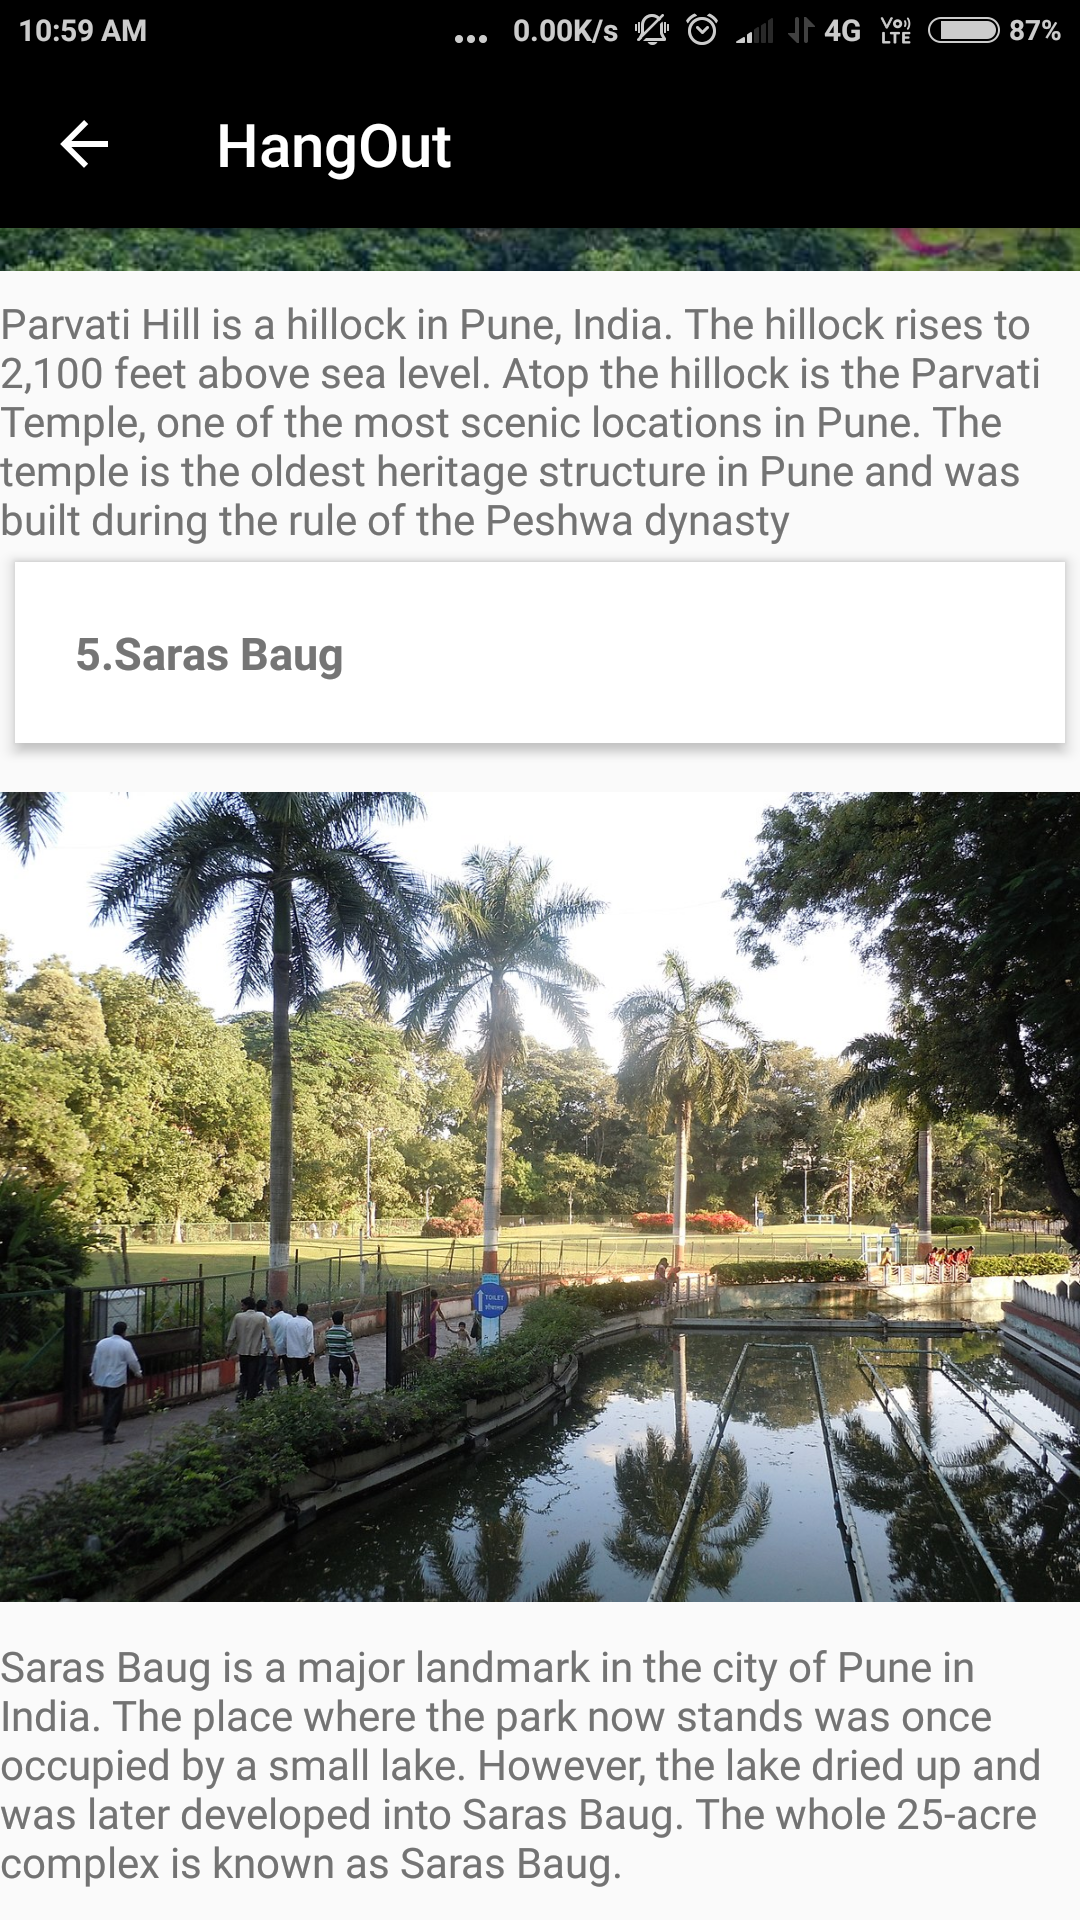 10:59 AM
... 0.00K/s 4G VoLTE 87%
HangOut
Parvati Hill is a hillock in Pune, India. The hillock rises to
2,100 feet above sea level. Atop the hillock is the Parvati
Temple, one of the most scenic locations in Pune. The
temple is the oldest heritage structure in Pune and was
built during the rule of the Peshwa dynasty
5.Saras Baug
TOILET
Saras Baug is a major landmark in the city of Pune in
India. The place where the park now stands was once
occupied by a small lake. However, the lake dried up and
was later developed into Saras Baug. The whole 25-acre
complex is known as Saras Baug.